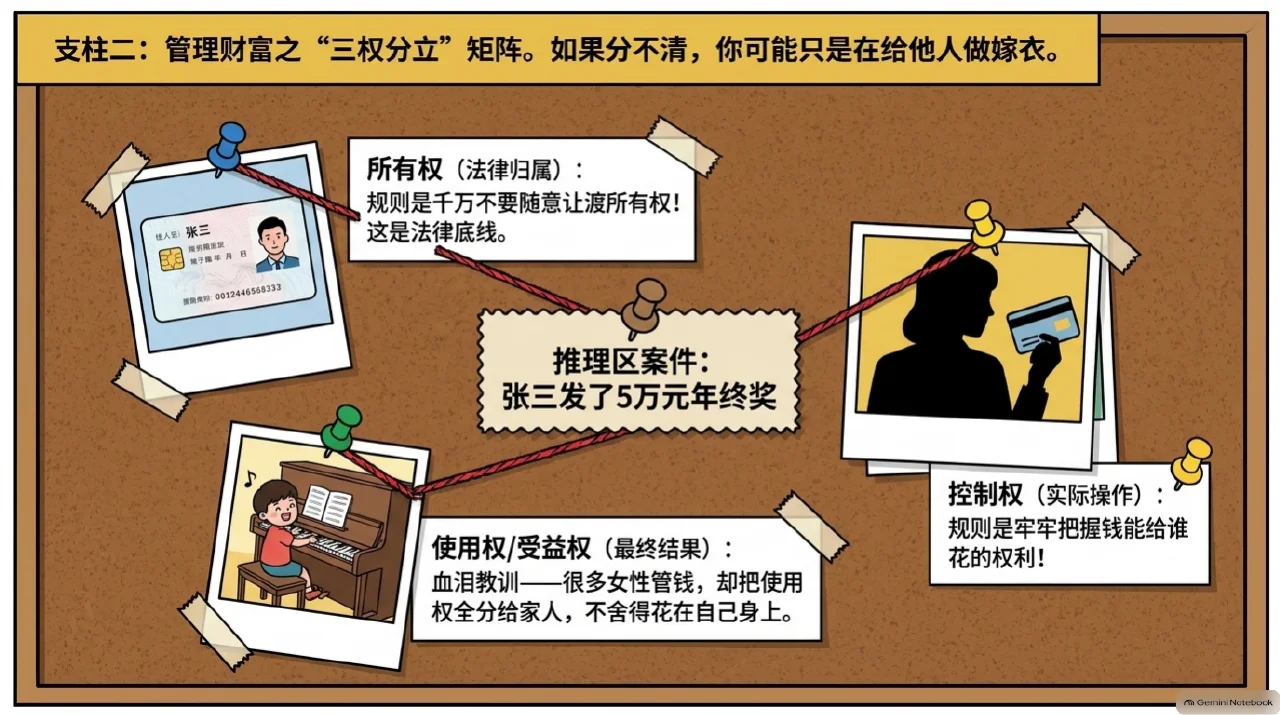 支柱二：管理财富之“三权分立”矩阵。如果分不清，你可能只是在给他人做嫁衣。
所有权（法律归属）：
规则是千万不要随意让渡所有权！
这是法律底线。
张三
0012446568333
推理区案件：
张三发了5万元年终奖
控制权（实际操作）：
规则是牢牢把握钱能给谁
花的权利！
使用权/受益权（最终结果）：
血泪教训——很多女性管钱，却把使用
权全分给家人，不舍得花在自己身上。
Gemini Notebook